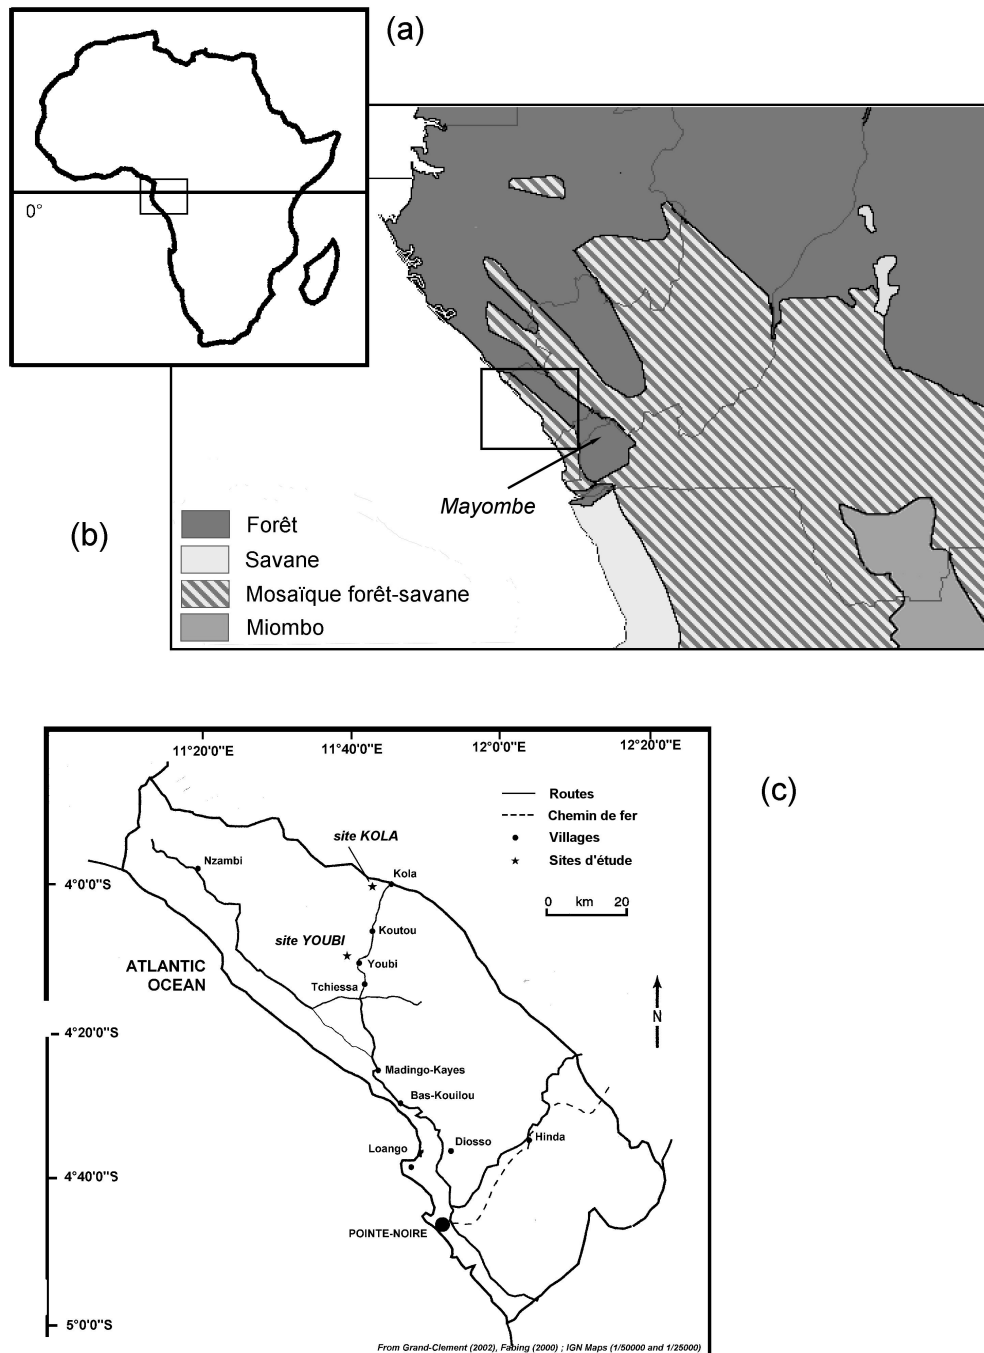 (a)
0°
Mayombe
(b)
Forêt
Savane
Mosaïque forêt-savane
Miombo
(c)
11°20'0"E
11°40'0"E
12°0'0"E
12°20'0"E
Routes
Chemin de fer
Villages
Sites d'étude
0 km 20
site KOLA
Nzambi
Kola
4°0'0"S
Koutou
site YOUBI
Youbi
ATLANTIC
OCEAN
Tchiessa
N
4°20'0"S
Madingo-Kayes
Bas-Kouilou
Hinda
Diosso
Loango
4°40'0"S
POINTE-NOIRE
5°0'0"S
From Grand-Clement (2002), Fabing (2000) ; IGN Maps (1/50000 and 1/25000)